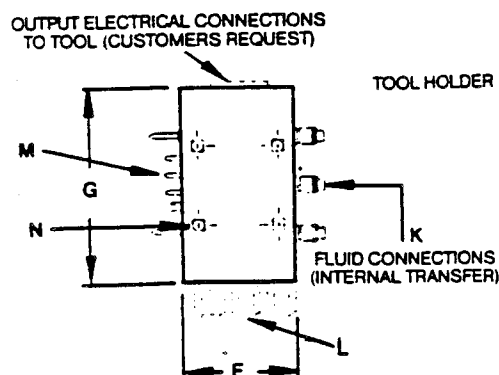 OUTPUT ELECTRICAL CONNECTIONS
TO TOOL (CUSTOMERS REQUEST)
TOOL HOLDER
M
G
N
K
FLUID CONNECTIONS
(INTERNAL TRANSFER)
L
F